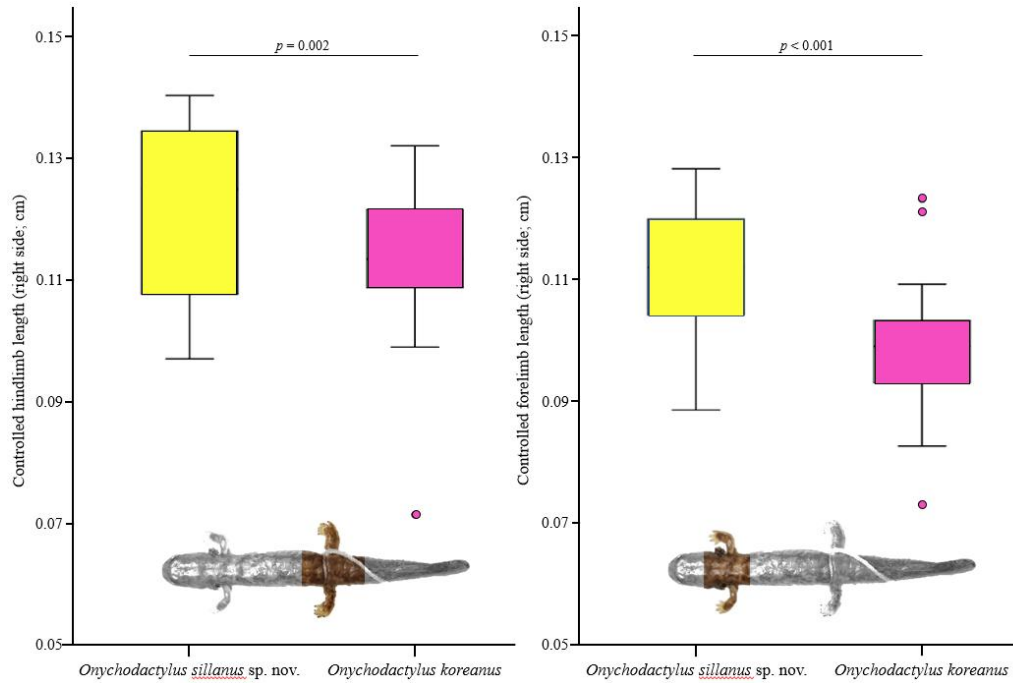 Controlled hindlimb length (right side; cm)
0.15
0.13
0.11
0.09
0.07
0.05
p = 0.002
Onychodactylus sillanus sp. nov.
Onychodactylus koreanus
Controlled forelimb length (right side; cm)
0.15
0.13
0.11
0.09
0.07
0.05
p < 0.001
Onychodactylus sillanus sp. nov.
Onychodactylus koreanus